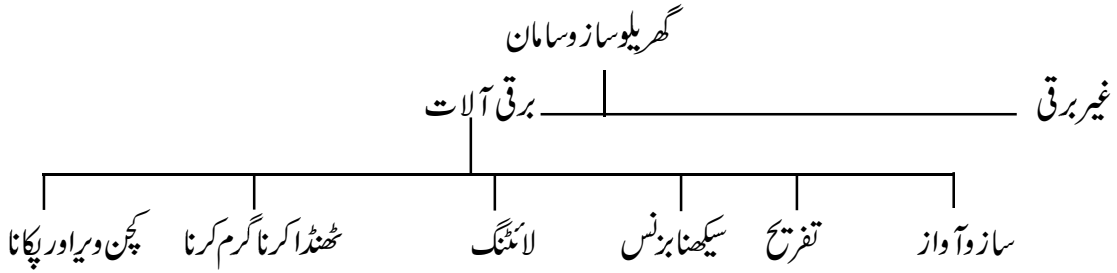 گھریلو ساز و سامان
غیر برقی برقی آلات
ساز و آواز تفریح سیکھنا بزنس لائٹنگ ٹھنڈا کرنا گرم کرنا کچن ویر اور پکانا